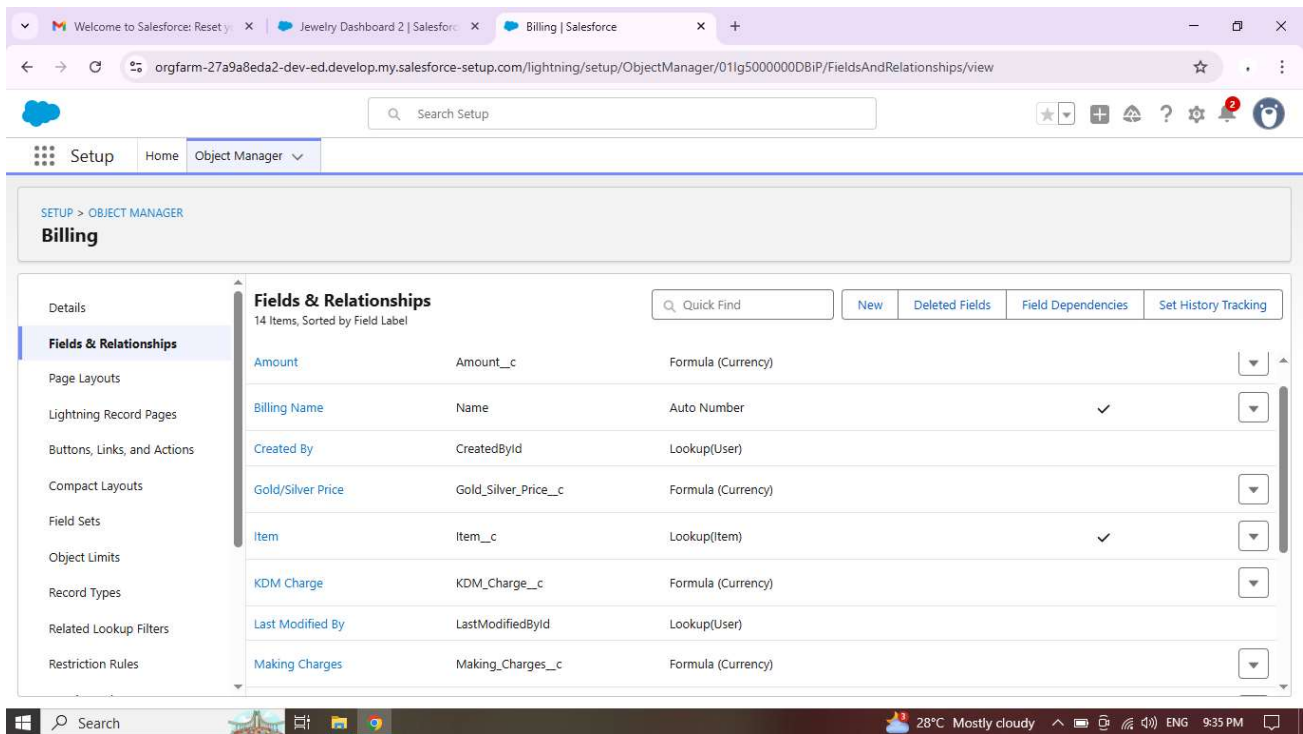 Welcome to Salesforce: Reset y
Jewelry Dashboard 2 | Salesforc
Billing | Salesforce
orgfarm-27a9a8eda2-dev-ed.develop.my.salesforce-setup.com/lightning/setup/ObjectManager/01Ig5000000DBiP/FieldsAndRelationships/view
Search Setup
2
Setup Home Object Manager
SETUP > OBJECT MANAGER
Billing
Details
Fields & Relationships
Page Layouts
Lightning Record Pages
Buttons, Links, and Actions
Compact Layouts
Field Sets
Object Limits
Record Types
Related Lookup Filters
Restriction Rules
Fields & Relationships
14 Items, Sorted by Field Label
Quick Find
New Deleted Fields Field Dependencies Set History Tracking
Amount Amount__c Formula (Currency)
Billing Name Name Auto Number
Created By CreatedById Lookup(User)
Gold/Silver Price Gold_Silver_Price__c Formula (Currency)
Item Item__c Lookup(Item)
KDM Charge KDM_Charge__c Formula (Currency)
Last Modified By LastModifiedById Lookup(User)
Making Charges Making_Charges__c Formula (Currency)
Search
3
28°C Mostly cloudy ENG 9:35 PM